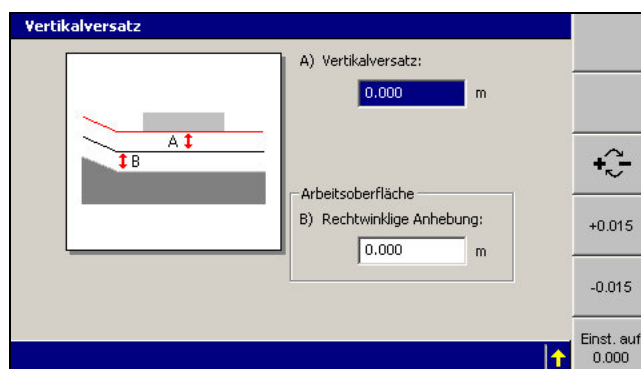 Vertikalversatz
A) Vertikalversatz:
0.000 m
A
B
Arbeitsoberfläche
B) Rechtwinklige Anhebung:
0.000 m
+-
+0.015
-0.015
Einst. auf
0.000